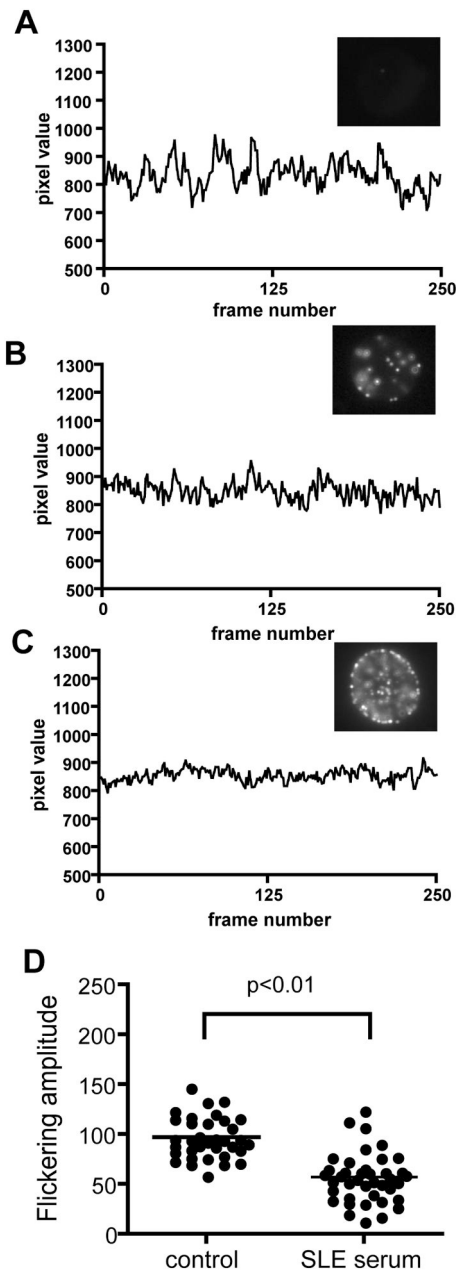 A
1300
1200
1100
1000
900
800
700
600
500
pixel value
0 125 250
frame number
B
1300
1200
1100
1000
900
800
700
600
500
pixel value
0 125 250
frame number
C
1300
1200
1100
1000
900
800
700
600
500
pixel value
0 125 250
frame number
D
p<0.01
250
200
150
100
50
0
Flickering amplitude
control SLE serum